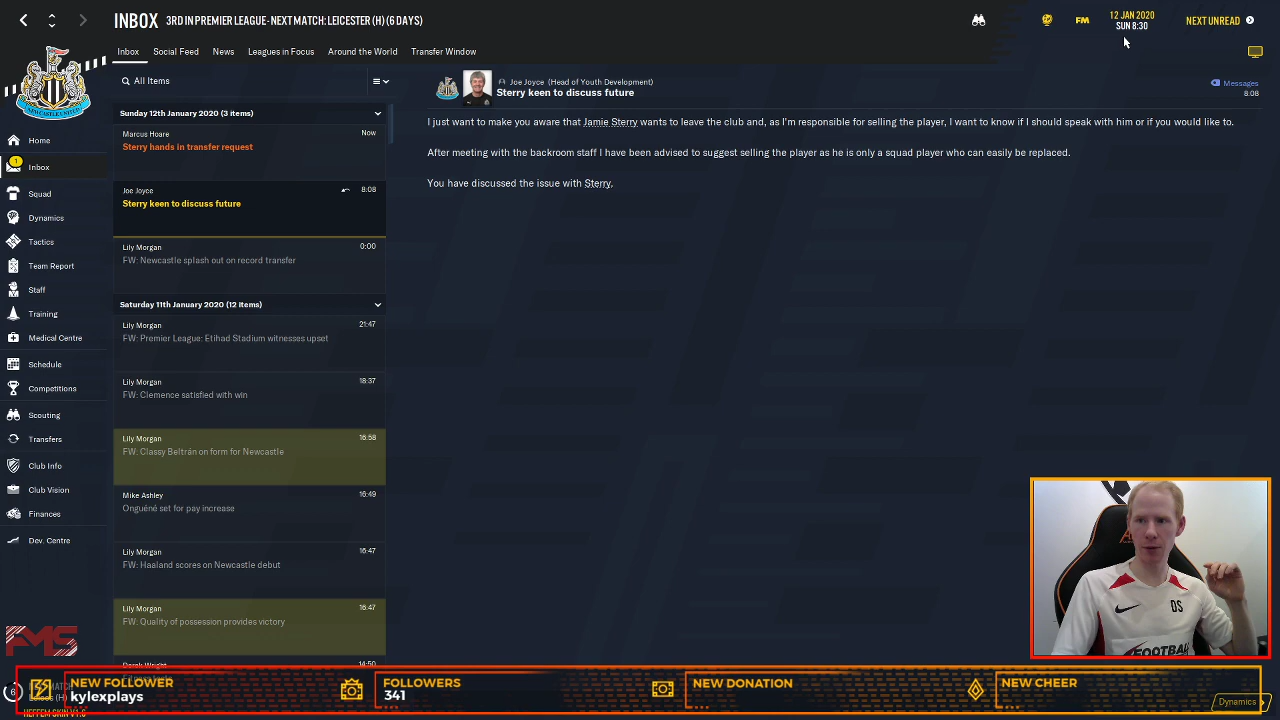 INBOX
3RD IN PREMIER LEAGUE - NEXT MATCH: LEICESTER (H) (6 DAYS)
FM
12 JAN 2020
SUN 8:30
NEXT UNREAD
Inbox Social Feed News Leagues in Focus Around the World Transfer Window
NEWCASTLE UNITED
Home
1
Inbox
Squad
Dynamics
Tactics
Team Report
Staff
Training
Medical Centre
Schedule
Competitions
Scouting
Transfers
Club Info
Club Vision
Finances
Dev. Centre
All Items
Sunday 12th January 2020 (3 items)
Marcus Hoare Now
Sterry hands in transfer request
Joe Joyce 8:08
Sterry keen to discuss future
Lily Morgan 0:00
FW: Newcastle splash out on record transfer
Saturday 11th January 2020 (12 items)
Lily Morgan 21:47
FW: Premier League: Etihad Stadium witnesses upset
Lily Morgan 18:37
FW: Clemence satisfied with win
Lily Morgan 16:58
FW: Classy Beltrán on form for Newcastle
Mike Ashley 16:49
Onguéné set for pay increase
Lily Morgan 16:47
FW: Haaland scores on Newcastle debut
Lily Morgan 16:47
FW: Quality of possession provides victory
Derek Wright 14:50
Joe Joyce (Head of Youth Development)
Sterry keen to discuss future
Messages
8:08
I just want to make you aware that Jamie Sterry wants to leave the club and, as I'm responsible for selling the player, I want to know if I should speak with him or if you would like to.
After meeting with the backroom staff I have been advised to suggest selling the player as he is only a squad player who can easily be replaced.
You have discussed the issue with Sterry.
DS
FOOTBALL
FMS
NEW FOLLOWER
kylexplays
FOLLOWERS
341
NEW DONATION
NEW CHEER
Dynamics